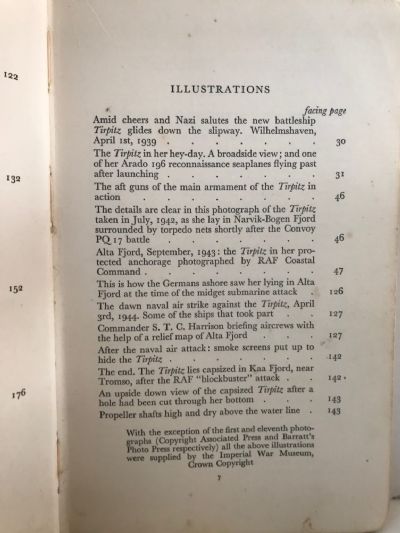 122
132
152
176
ILLUSTRATIONS
facing page
Amid cheers and Nazi salutes the new battleship
Tirpitz glides down the slipway. Wilhelmshaven,
April 1st, 1939 . . . . . 30
The Tirpitz in her hey-day. A broadside view; and one
of her Arado 196 reconnaissance seaplanes flying past
after launching . . . . . 31
The aft guns of the main armament of the Tirpitz in
action . . . . . . 46
The details are clear in this photograph of the Tirpitz
taken in July, 1942, as she lay in Narvik-Bogen Fjord
surrounded by torpedo nets shortly after the Convoy
PQ 17 battle . . . . . 46
Alta Fjord, September, 1943: the Tirpitz in her pro-
tected anchorage photographed by RAF Coastal
Command . . . . . . 47
This is how the Germans ashore saw her lying in Alta
Fjord at the time of the midget submarine attack . 126
The dawn naval air strike against the Tirpitz, April
3rd, 1944. Some of the ships that took part . . 127
Commander S. T. C. Harrison briefing aircrews with
the help of a relief map of Alta Fjord . . . 127
After the naval air attack: smoke screens put up to
hide the Tirpitz . . . . . 142
The end. The Tirpitz lies capsized in Kaa Fjord, near
Tromso, after the RAF "blockbuster" attack . . 142
An upside down view of the capsized Tirpitz after a
hole had been cut through her bottom . . . 143
Propeller shafts high and dry above the water line . 143
With the exception of the first and eleventh photo-
graphs (Copyright Associated Press and Barratt's
Photo Press respectively) all the above illustrations
were supplied by the Imperial War Museum,
Crown Copyright
7